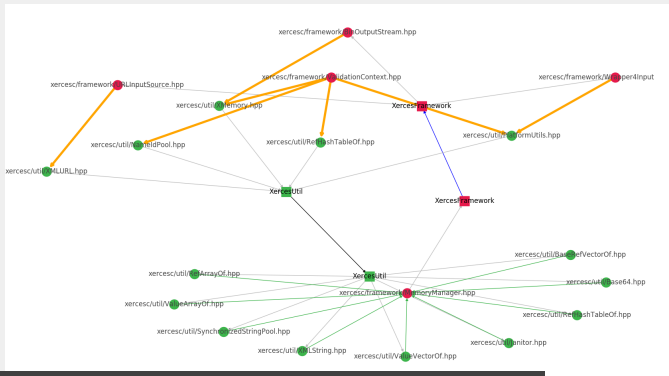 xercesc/framework/BinOutputStream.hpp
xercesc/framework/ValidationContext.hpp
xercesc/framework/Wrapper4Input
xercesc/framework/URLInputSource.hpp
xercesc/util/XMemory.hpp
XercesFramework
xercesc/util/PlatformUtils.hpp
xercesc/util/NameIdPool.hpp
xercesc/util/RefHashTableOf.hpp
xercesc/util/XMLURL.hpp
XercesUtil
XercesFramework
xercesc/util/BaseRefVectorOf.hpp
xercesc/util/RefArrayOf.hpp
XercesUtil
xercesc/util/Base64.hpp
xercesc/framework/MemoryManager.hpp
xercesc/util/ValueArrayOf.hpp
xercesc/util/RefHashTableOf.hpp
xercesc/util/SynchronizedStringPool.hpp
xercesc/util/Janitor.hpp
xercesc/util/XMLString.hpp
xercesc/util/ValueVectorOf.hpp